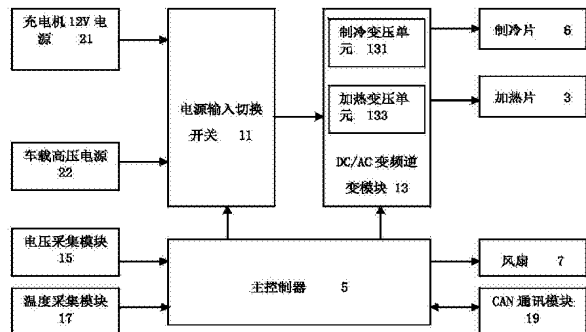 充电机 12V 电
源 21
车载高压电源
22
电压采集模块
15
温度采集模块
17
电源输入切换
开关 11
制冷变压单
元 131
加热变压单
元 133
DC/AC 变频道
变模块 13
主控制器 5
制冷片 6
加热片 3
风扇 7
CAN 通讯模块
19